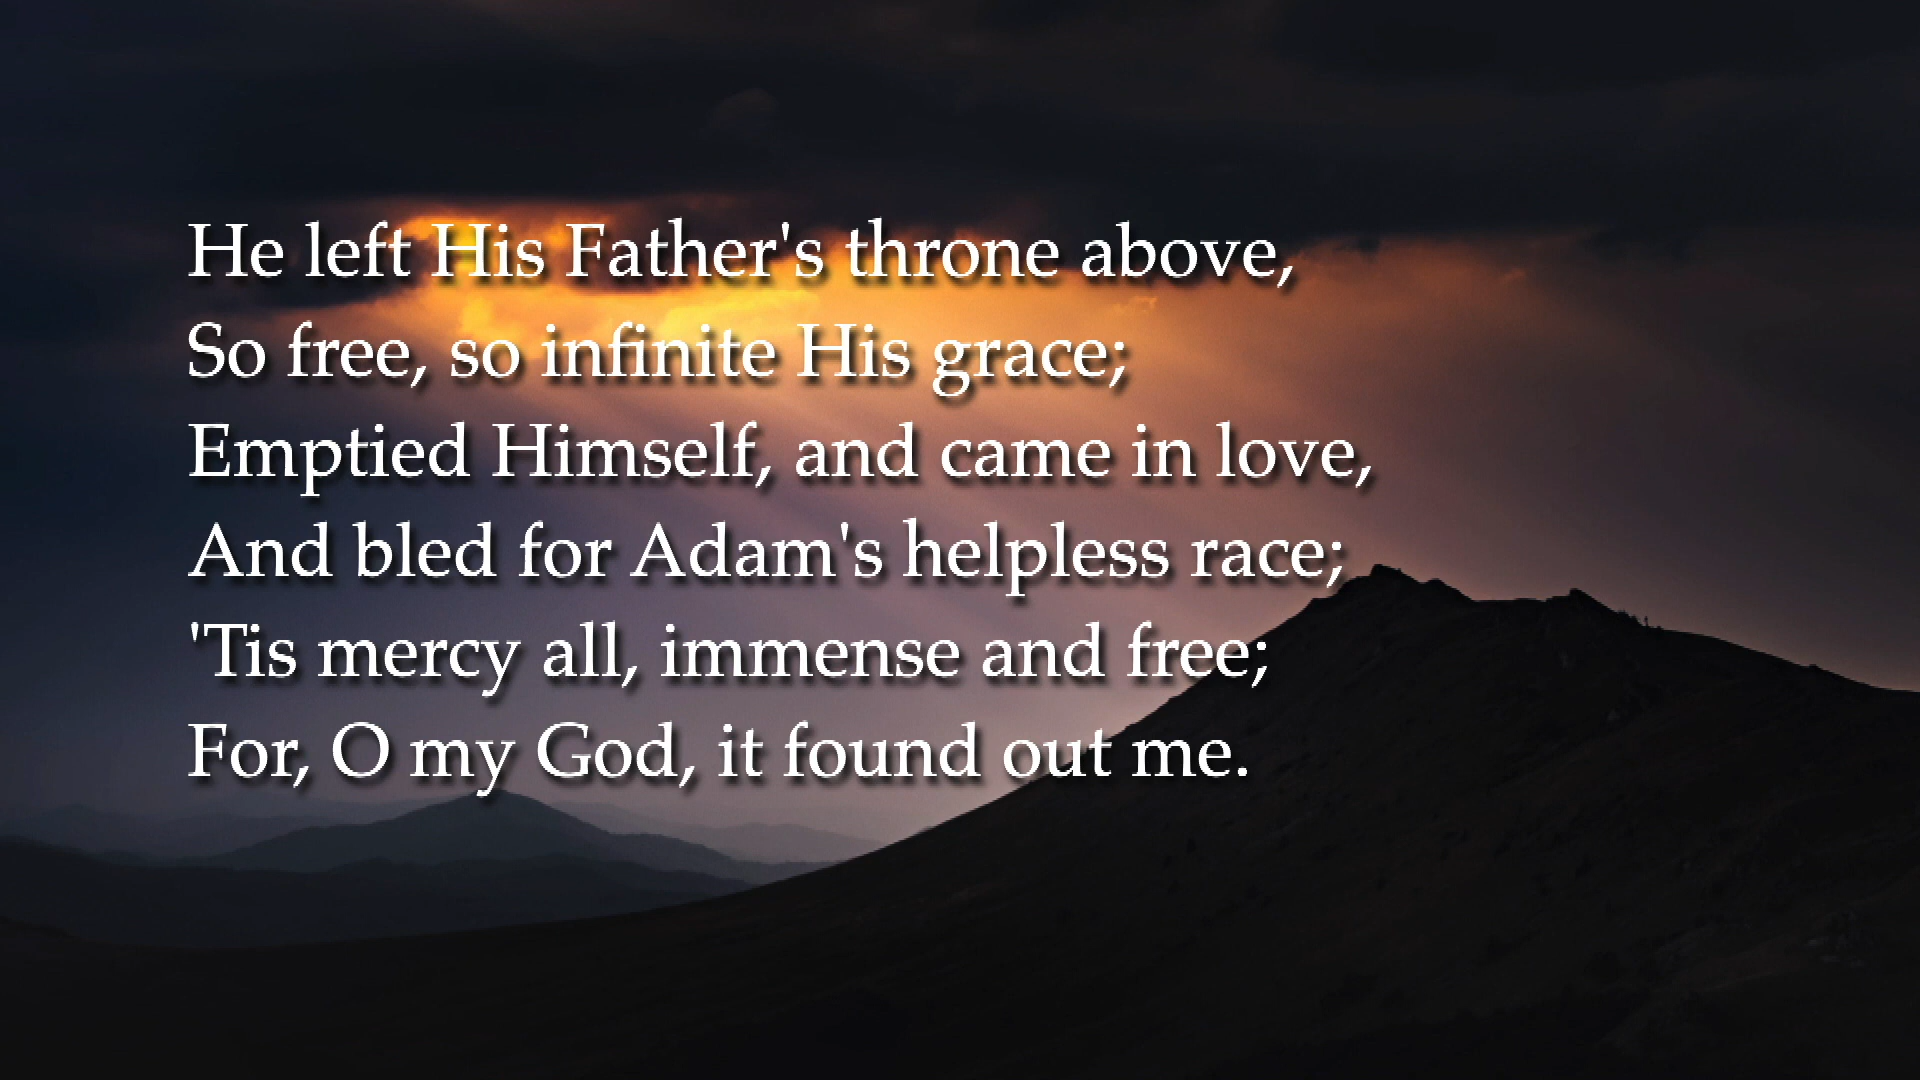 He left His Father's throne above,
So free, so infinite His grace;
Emptied Himself, and came in love,
And bled for Adam's helpless race;
'Tis mercy all, immense and free;
For, O my God, it found out me.